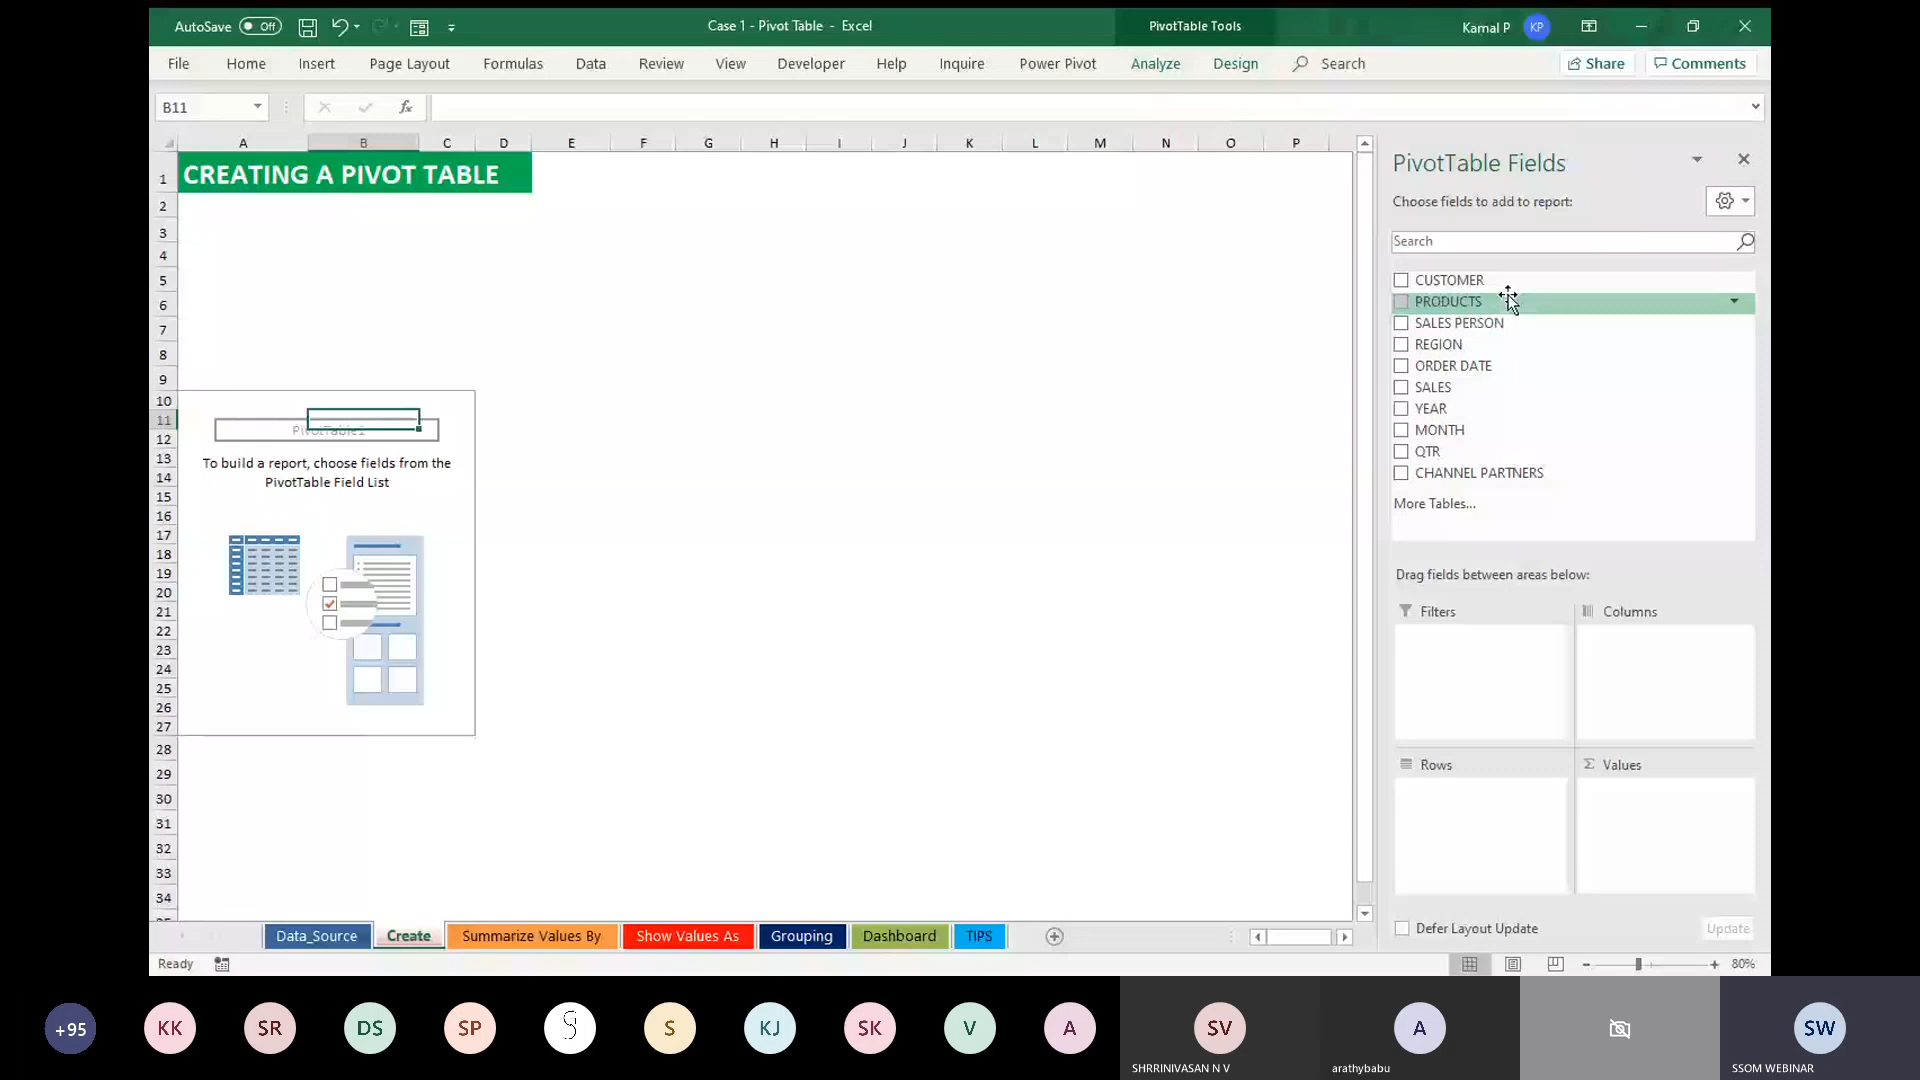 AutoSave Off
Case 1 - Pivot Table - Excel
PivotTable Tools
Kamal P KP
File Home Insert Page Layout Formulas Data Review View Developer Help Inquire Power Pivot Analyze Design Search Share Comments
B11 fx
A B C D E F G H I J K L M N O P
1 CREATING A PIVOT TABLE
2
3
4
5
6
7
8
9
10
11
12 PivotTable1
13 To build a report, choose fields from the
14 PivotTable Field List
15
16
17
18
19
20
21
22
23
24
25
26
27
28
29
30
31
32
33
34
PivotTable Fields
Choose fields to add to report:
Search
CUSTOMER
PRODUCTS
SALES PERSON
REGION
ORDER DATE
SALES
YEAR
MONTH
QTR
CHANNEL PARTNERS
More Tables...
Drag fields between areas below:
Filters Columns
Rows Σ Values
Defer Layout Update Update
Data_Source Create Summarize Values By Show Values As Grouping Dashboard TIPS
Ready 80%
+95 KK SR DS SP S S KJ SK V A SV A SW
SHRRINIVASAN N V arathybabu SSOM WEBINAR